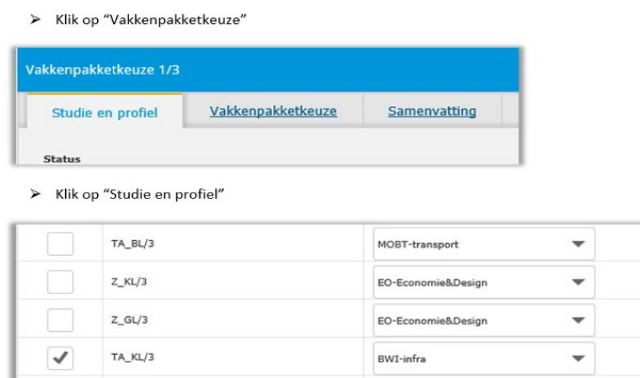 ➢ Klik op “Vakkenpakketkeuze”
Vakkenpakketkeuze 1/3
Studie en profiel Vakkenpakketkeuze Samenvatting
Status
➢ Klik op “Studie en profiel”
TA_BL/3 MOBT-transport
Z_KL/3 EO-Economie&Design
Z_GL/3 EO-Economie&Design
TA_KL/3 BWI-infra